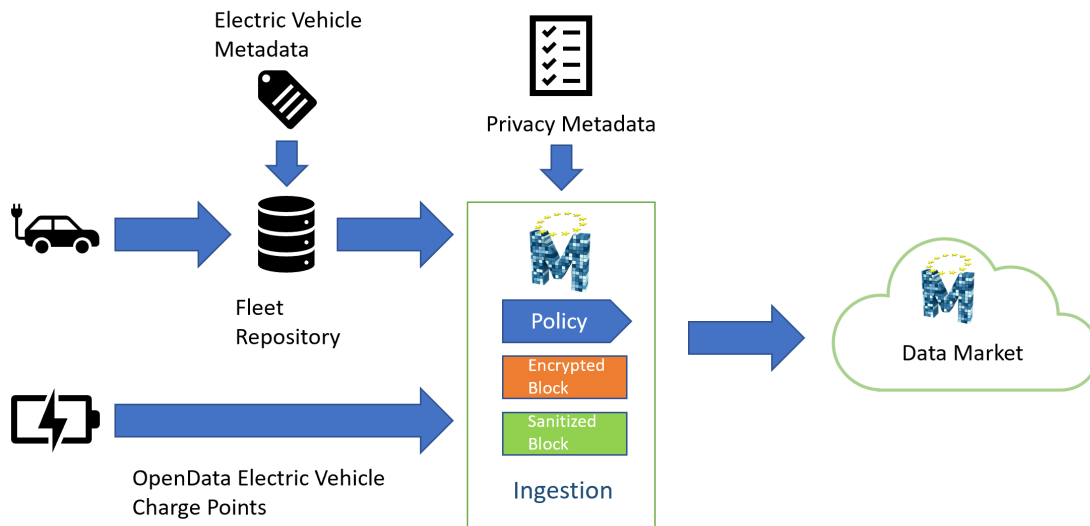 Electric Vehicle
Metadata
Privacy Metadata
Fleet
Repository
M
Policy
Encrypted
Block
Sanitized
Block
Ingestion
M
Data Market
OpenData Electric Vehicle
Charge Points